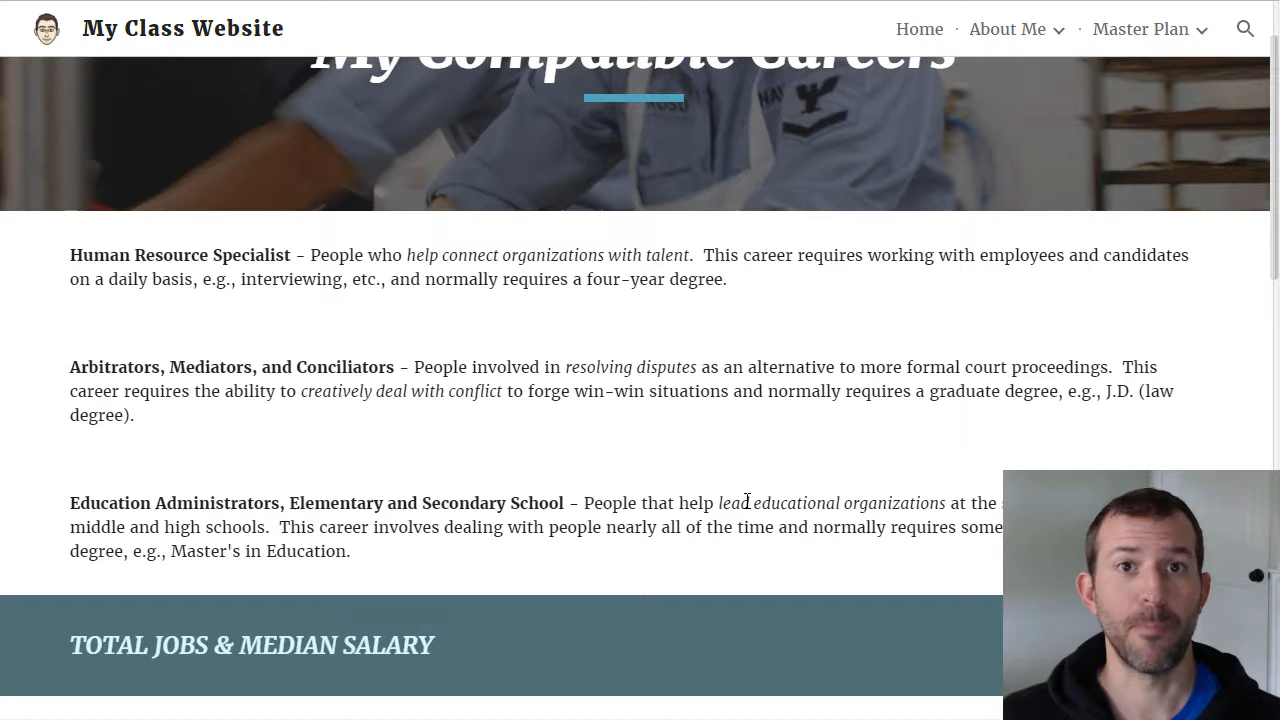 My Class Website
Home · About Me · Master Plan
My Compatible Careers
Human Resource Specialist - People who help connect organizations with talent. This career requires working with employees and candidates
on a daily basis, e.g., interviewing, etc., and normally requires a four-year degree.
Arbitrators, Mediators, and Conciliators - People involved in resolving disputes as an alternative to more formal court proceedings. This
career requires the ability to creatively deal with conflict to forge win-win situations and normally requires a graduate degree, e.g., J.D. (law
degree).
Education Administrators, Elementary and Secondary School - People that help lead educational organizations at the
middle and high schools. This career involves dealing with people nearly all of the time and normally requires some
degree, e.g., Master's in Education.
TOTAL JOBS & MEDIAN SALARY